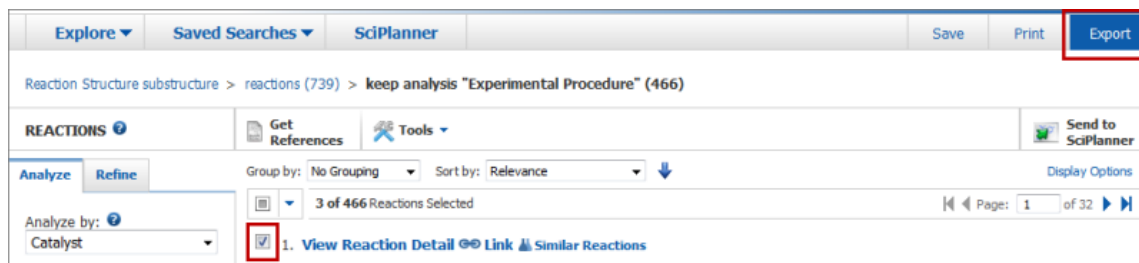 Explore Saved Searches SciPlanner Save Print Export
Reaction Structure substructure > reactions (739) > keep analysis "Experimental Procedure" (466)
REACTIONS ? Get References Tools Send to SciPlanner
Analyze Refine Group by: No Grouping Sort by: Relevance Display Options
3 of 466 Reactions Selected Page: 1 of 32
Analyze by: ?
Catalyst 1. View Reaction Detail Link Similar Reactions